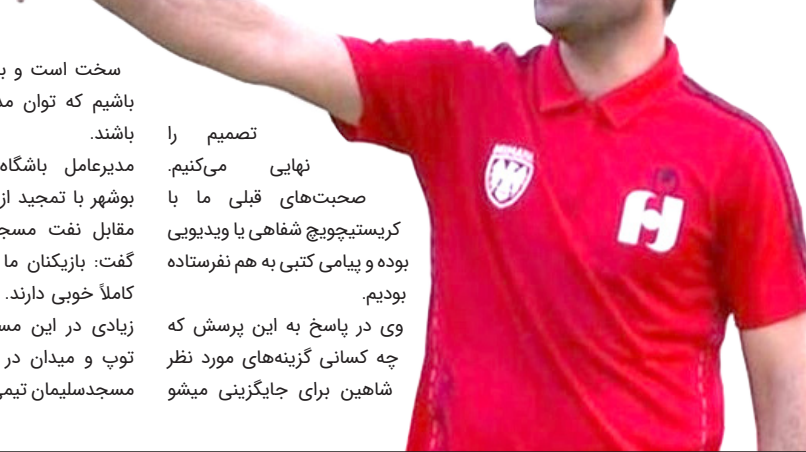 تصمیم را
نهایی می‌کنیم.
صحبت‌های قبلی ما با
کریستیچویچ شفاهی یا ویدیویی
بوده و پیامی کتبی به هم نفرستاده
بودیم.
وی در پاسخ به این پرسش که
چه کسانی گزینه‌های مورد نظر
شاهین برای جایگزینی میشو
سخت است و
باشیم که توان
باشند.
مدیرعامل باشگاه
بوشهر با تمجید از
مقابل نفت
گفت: بازیکنان ما
کاملاً خوبی دارند.
زیادی در این
توپ و میدان در
مسجدسلیمان